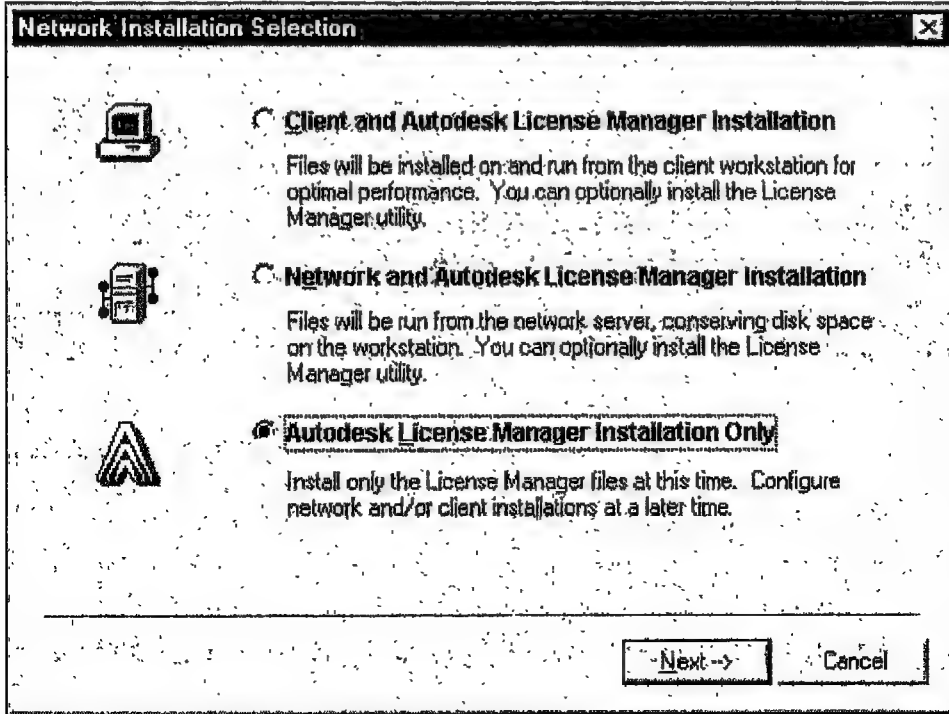 Network Installation Selection
Client and Autodesk License Manager Installation
Files will be installed on and run from the client workstation for
optimal performance. You can optionally install the License
Manager utility.
Network and Autodesk License Manager Installation
Files will be run from the network server, conserving disk space
on the workstation. You can optionally install the License
Manager utility.
Autodesk License Manager Installation Only
Install only the License Manager files at this time. Configure
network and/or client installations at a later time.
Next -->
Cancel